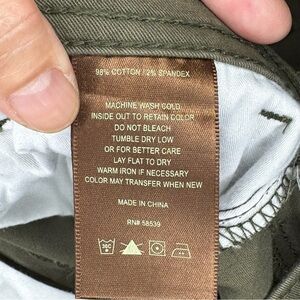 98% COTTON / 2% SPANDEX
MACHINE WASH COLD
INSIDE OUT TO RETAIN COLOR
DO NOT BLEACH
TUMBLE DRY LOW
OR FOR BETTER CARE
LAY FLAT TO DRY
WARM IRON IF NECESSARY
COLOR MAY TRANSFER WHEN NEW
MADE IN CHINA
RN# 58539
30C